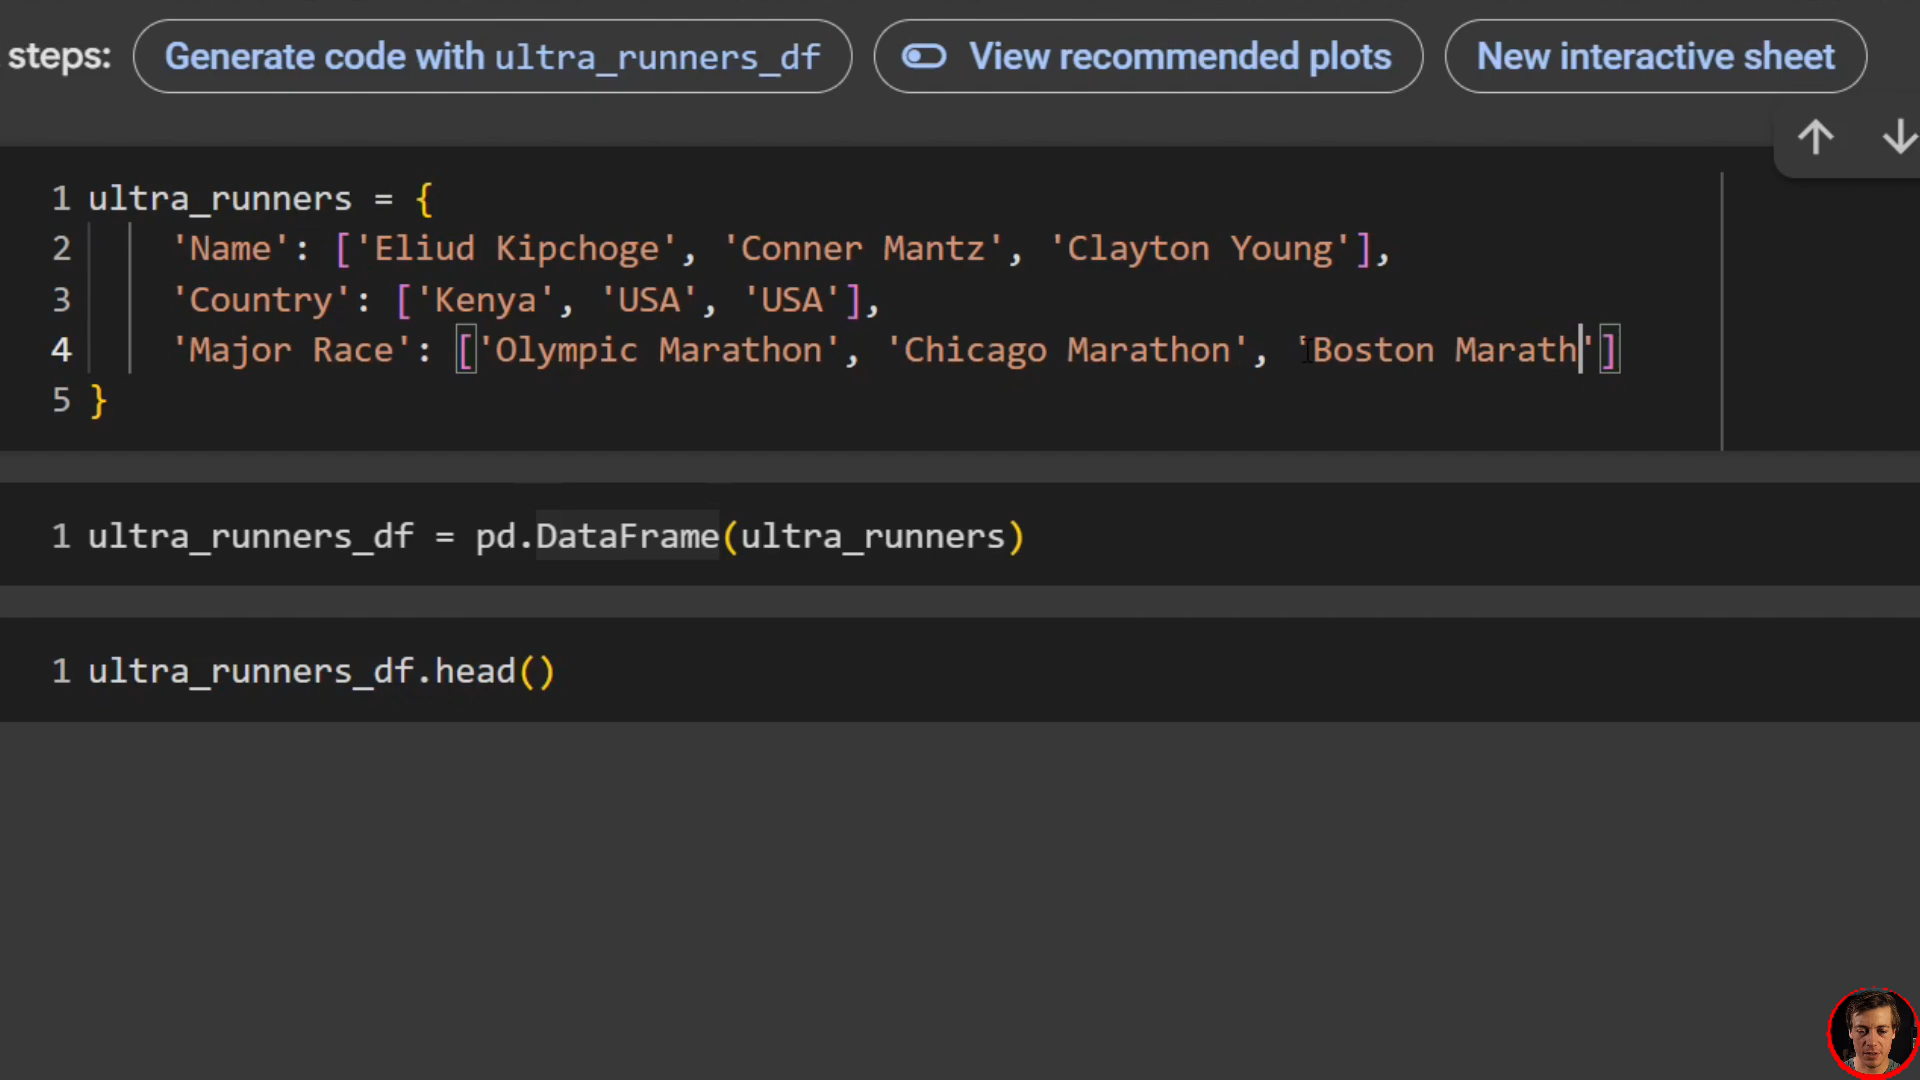 steps: Generate code with ultra_runners_df View recommended plots New interactive sheet
1 ultra_runners = {
2 'Name': ['Eliud Kipchoge', 'Conner Mantz', 'Clayton Young'],
3 'Country': ['Kenya', 'USA', 'USA'],
4 'Major Race': ['Olympic Marathon', 'Chicago Marathon', 'Boston Marath']
5 }
1 ultra_runners_df = pd.DataFrame(ultra_runners)
1 ultra_runners_df.head()